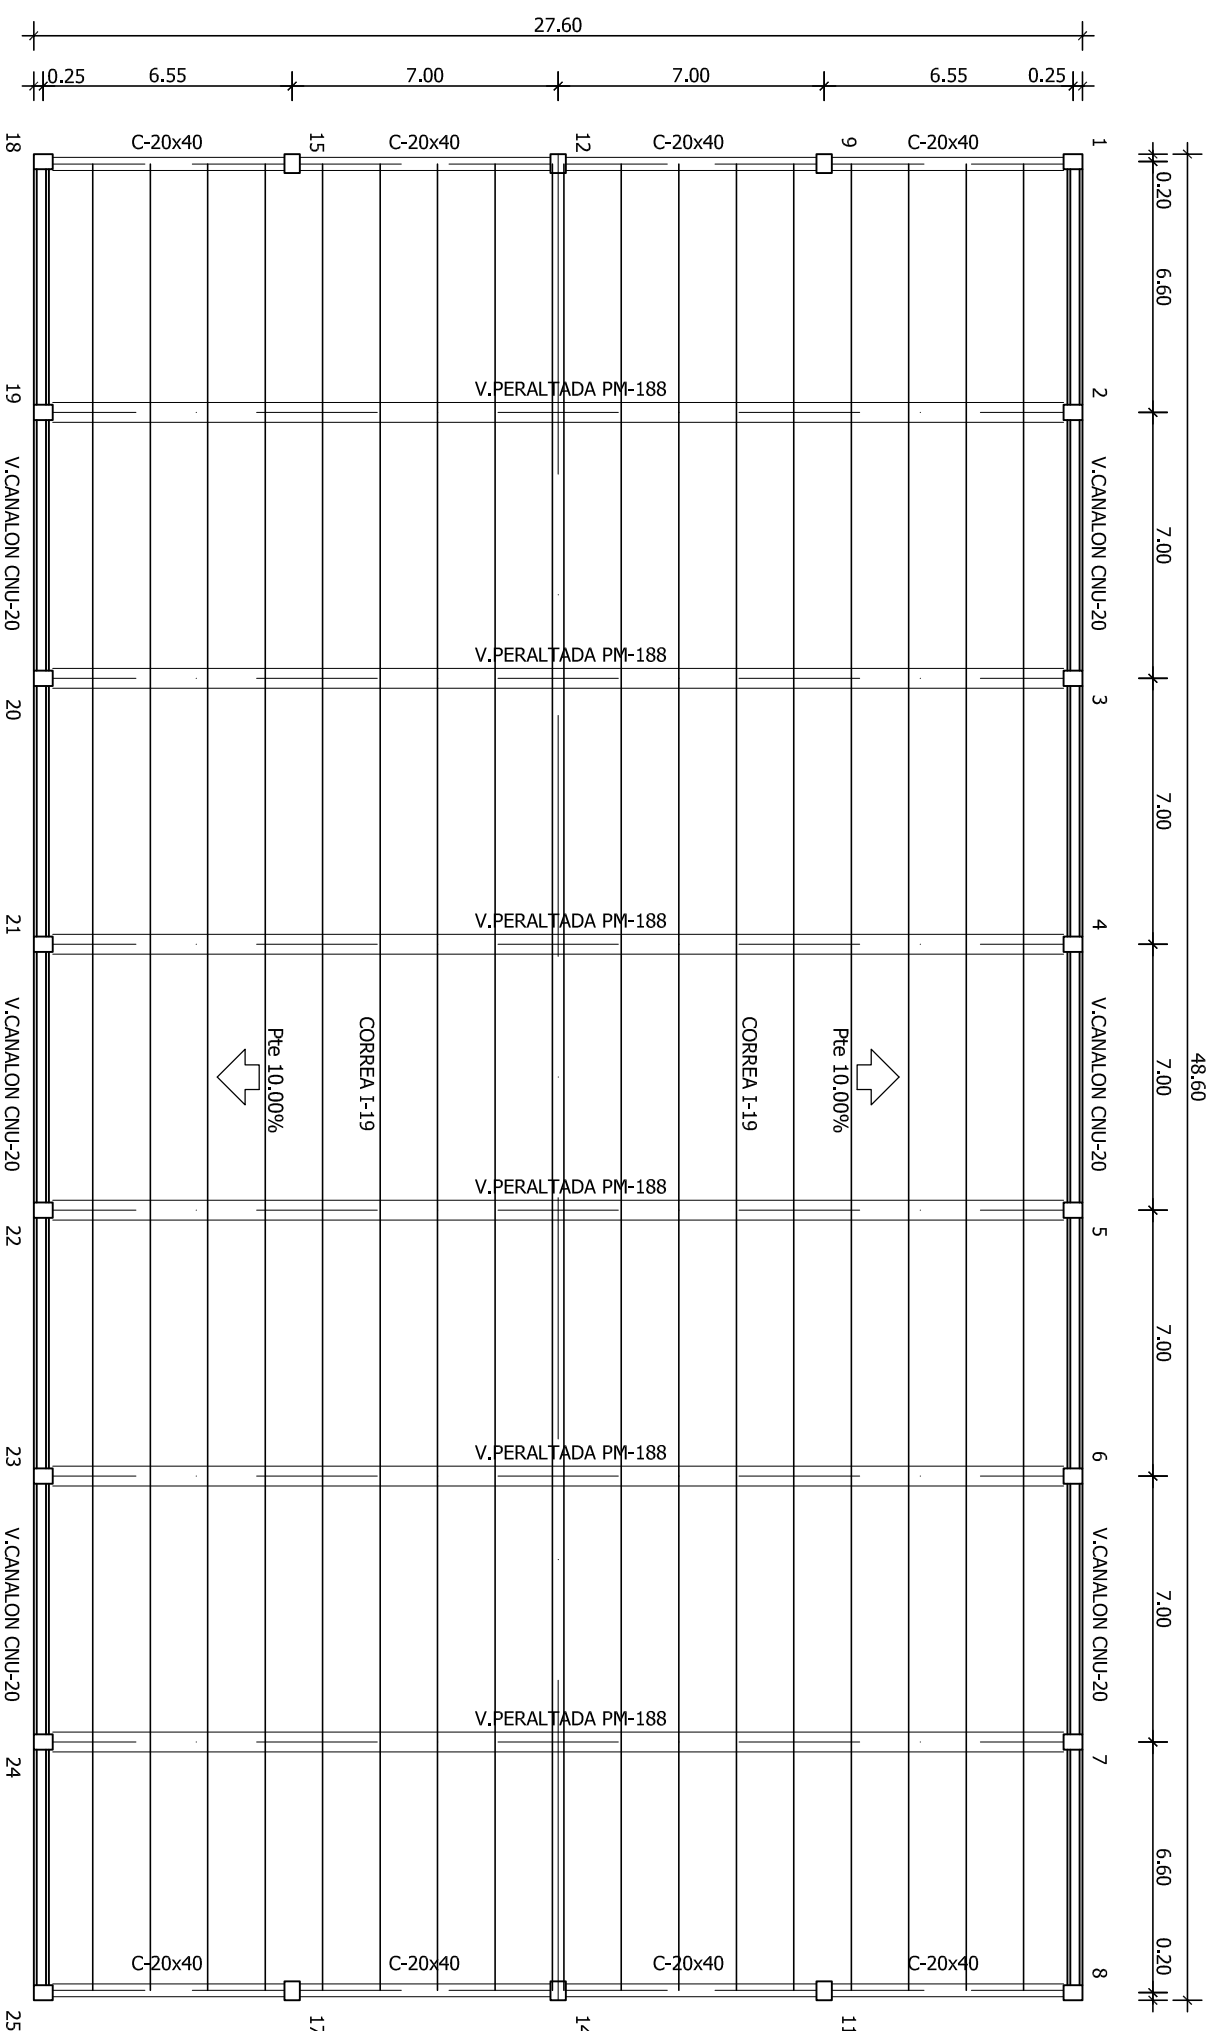 27.60
0.25 6.55 7.00 7.00 6.55 0.25
48.60
0.20 6.60 7.00 7.00 7.00 7.00 7.00 6.60 0.20
18 15 12 9 1
C-20x40 C-20x40 C-20x40 C-20x40
V.PERALTADA PM-188
19 2
V.CANALON CNU-20 V.CANALON CNU-20
V.PERALTADA PM-188
20 3
V.PERALTADA PM-188
21 4
V.CANALON CNU-20 V.CANALON CNU-20
Pte 10.00% CORREA I-19 CORREA I-19 Pte 10.00%
V.PERALTADA PM-188
22 5
V.PERALTADA PM-188
23 6
V.CANALON CNU-20 V.CANALON CNU-20
V.PERALTADA PM-188
24 7
C-20x40 C-20x40 C-20x40 C-20x40
8
25 17 14 11